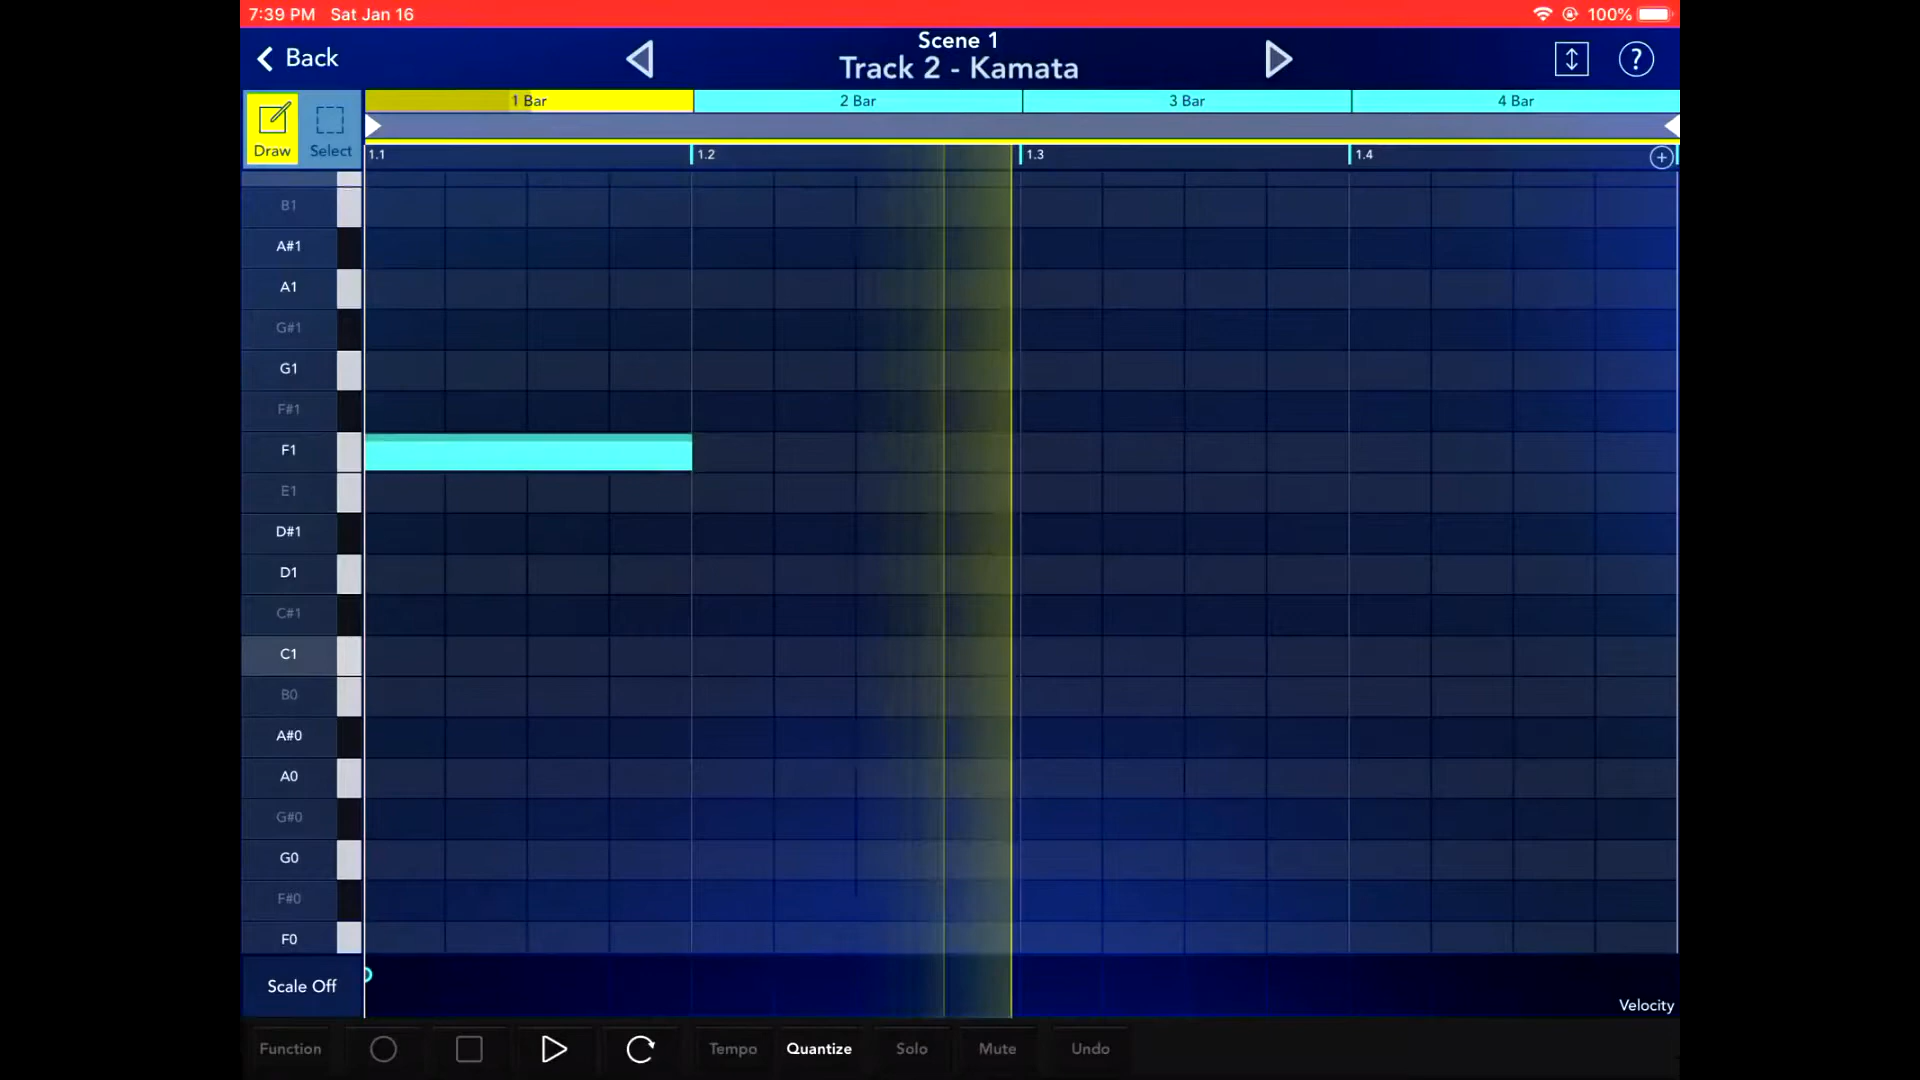 7:39 PM Sat Jan 16 100%
Back
Scene 1
Track 2 - Kamata
?
Draw
Select
1 Bar 2 Bar 3 Bar 4 Bar
1.1 1.2 1.3 1.4
B1
A#1
A1
G#1
G1
F#1
F1
E1
D#1
D1
C#1
C1
B0
A#0
A0
G#0
G0
F#0
F0
Scale Off
Velocity
Function Tempo Quantize Solo Mute Undo